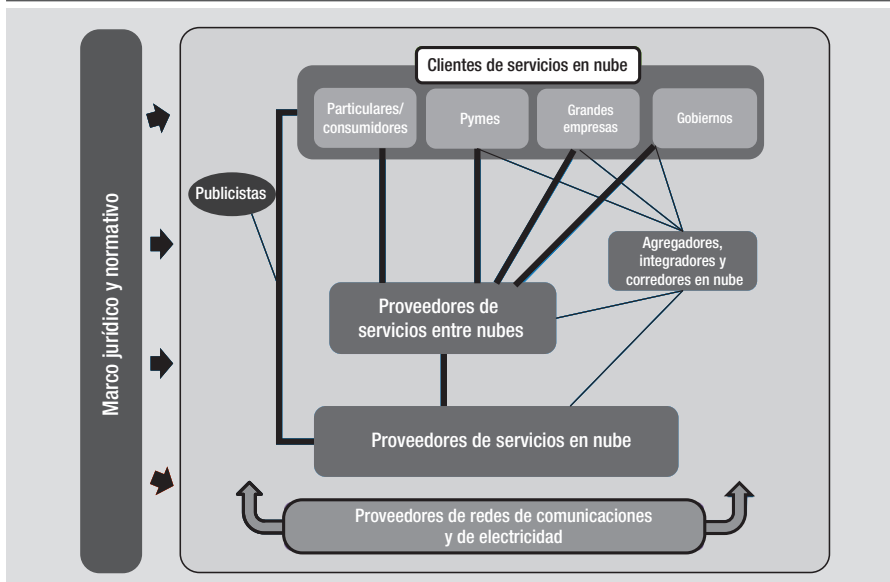 Marco jurídico y normativo
Clientes de servicios en nube
Particulares/
consumidores
Pymes
Grandes
empresas
Gobiernos
Publicistas
Agregadores,
integradores y
corredores en nube
Proveedores de
servicios entre nubes
Proveedores de servicios en nube
Proveedores de redes de comunicaciones
y de electricidad